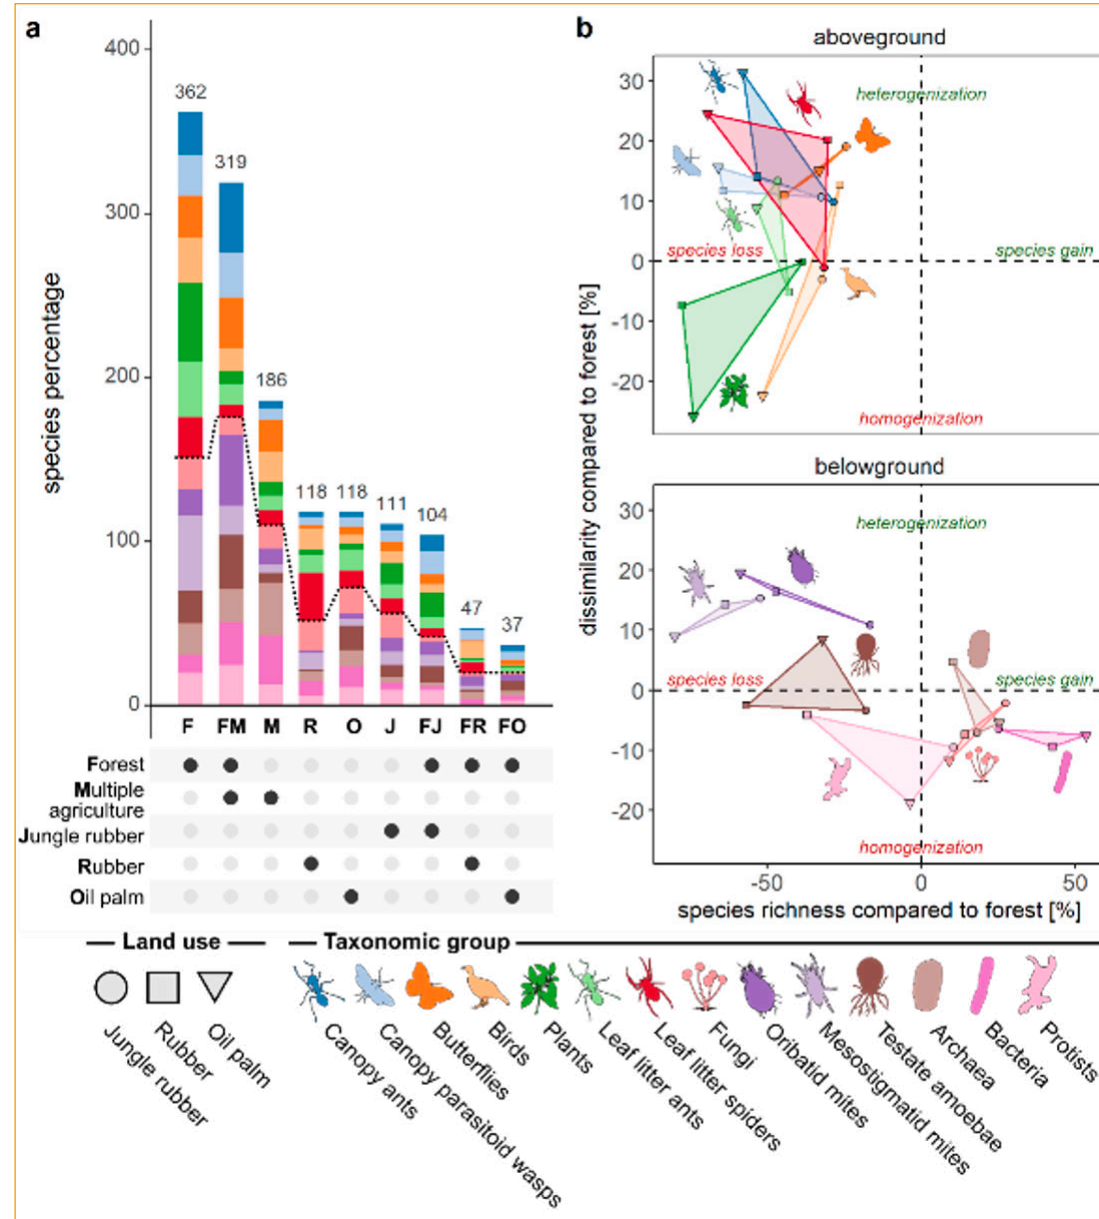 a
species percentage
400
300
200
100
0
362
319
186
118
118
111
104
47
37
F FM M R O J FJ FR FO
Forest
Multiple
agriculture
Jungle rubber
Rubber
Oil palm
b
aboveground
dissimilarity compared to forest [%]
30
20
10
0
-10
-20
heterogenization
species loss
species gain
homogenization
belowground
30
20
10
0
-10
-20
heterogenization
species loss
species gain
homogenization
-50 0 50
species richness compared to forest [%]
Land use
Jungle rubber
Rubber
Oil palm
Taxonomic group
Canopy ants
Canopy parasitoid wasps
Butterflies
Birds
Plants
Leaf litter ants
Leaf litter spiders
Fungi
Oribatid mites
Mesostigmatid mites
Testate amoebae
Archaea
Bacteria
Protists